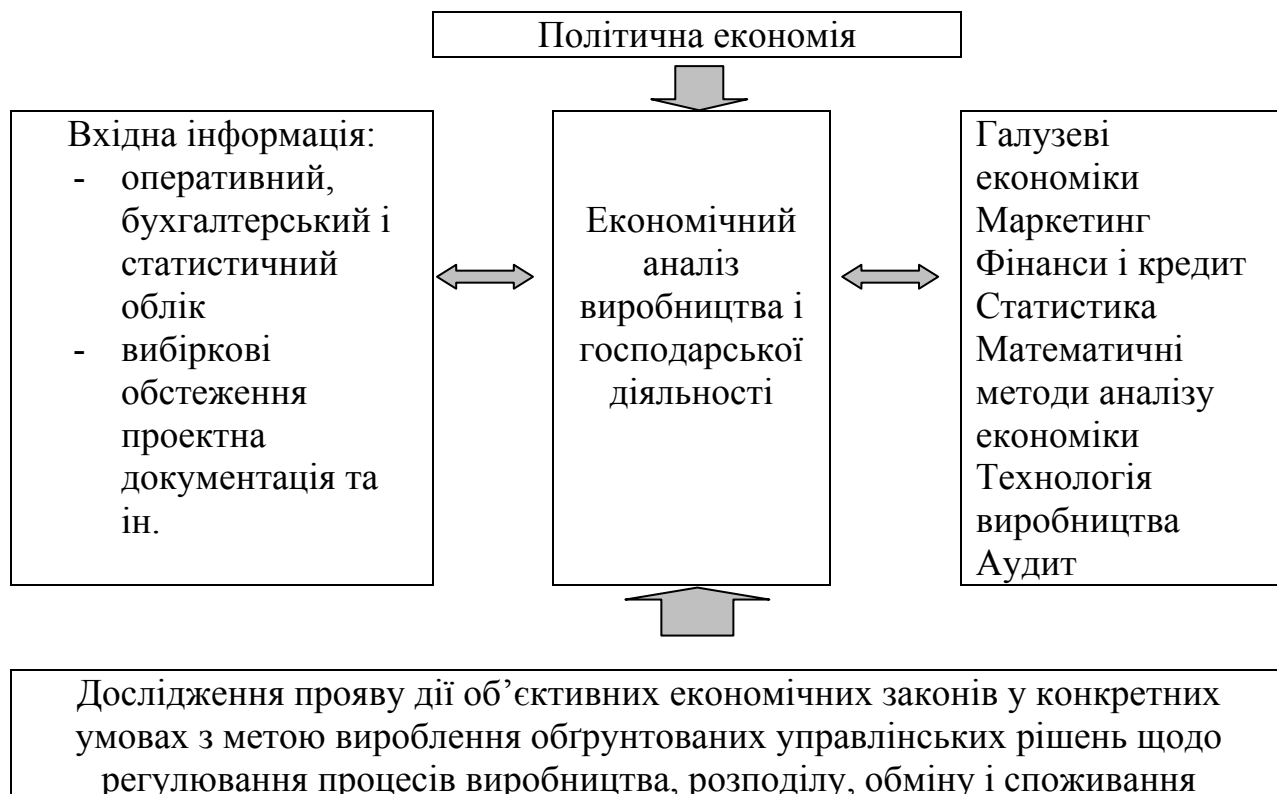 Політична економія
Вхідна інформація:
- оперативний,
бухгалтерський і
статистичний
облік
- вибіркові
обстеження
проектна
документація та
ін.
Економічний
аналіз
виробництва і
господарської
діяльності
Галузеві
економіки
Маркетинг
Фінанси і кредит
Статистика
Математичні
методи аналізу
економіки
Технологія
виробництва
Аудит
Дослідження прояву дії об’єктивних економічних законів у конкретних
умовах з метою вироблення обґрунтованих управлінських рішень щодо
регулювання процесів виробництва, розподілу, обміну і споживання